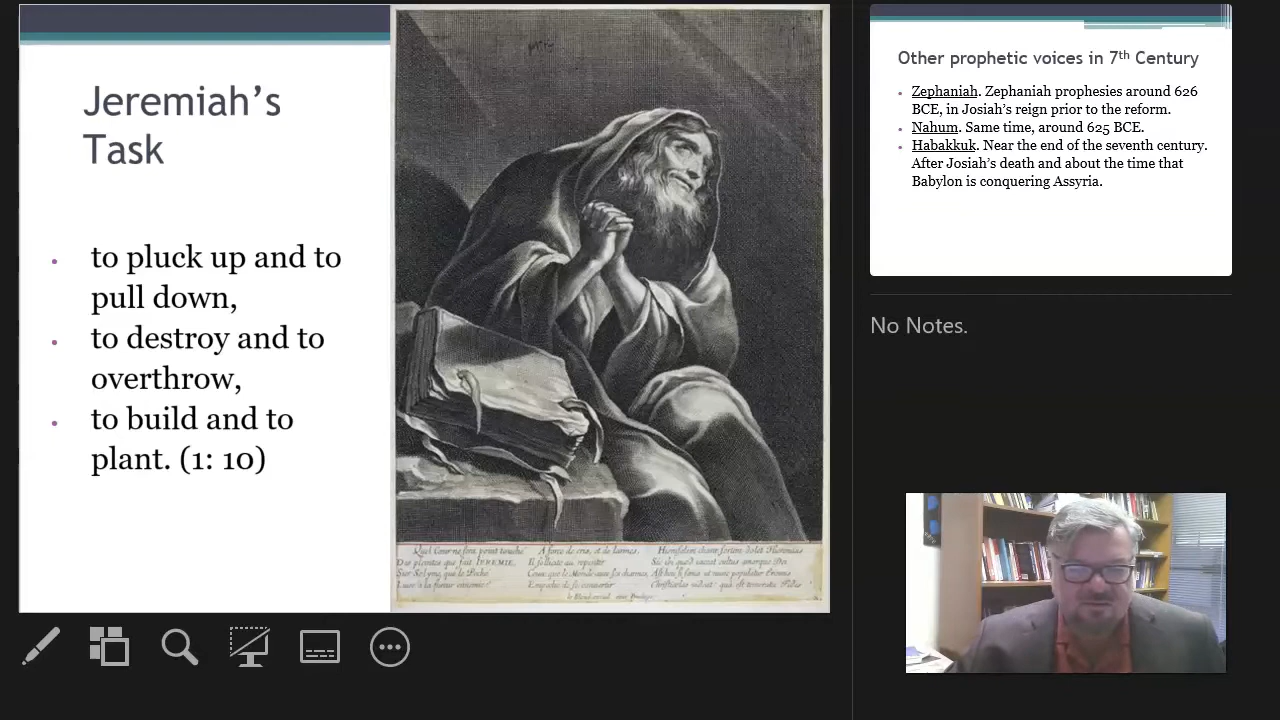 Jeremiah's
Task
to pluck up and to
pull down,
to destroy and to
overthrow,
to build and to
plant. (1: 10)
Other prophetic voices in 7th Century
Zephaniah. Zephaniah prophesies around 626
BCE, in Josiah's reign prior to the reform.
Nahum. Same time, around 625 BCE.
Habakkuk. Near the end of the seventh century.
After Josiah's death and about the time that
Babylon is conquering Assyria.
No Notes.